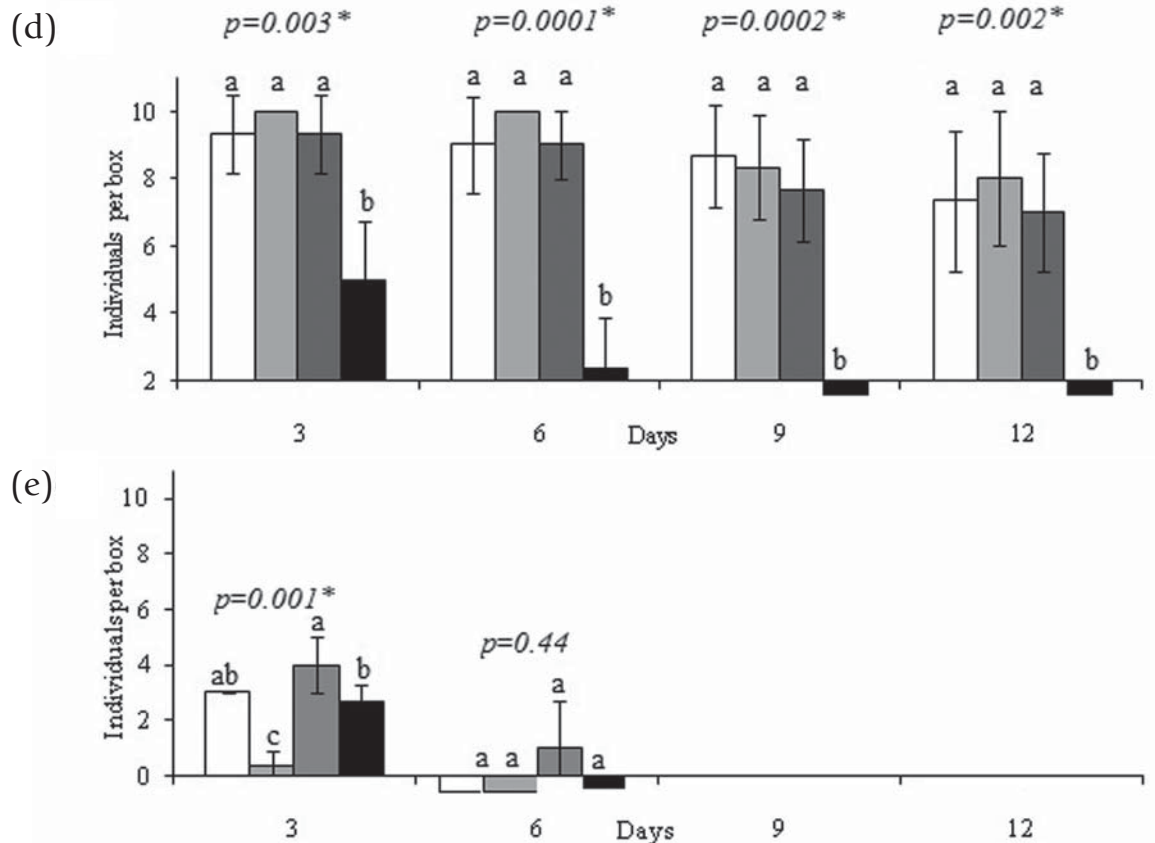 (d)
p=0.003* p=0.0001* p=0.0002* p=0.002*
a a a b a a a b a a a b a a a b
Individuals per box
10
8
6
4
2
3 6 Days 9 12
(e)
p=0.001*
p=0.44
ab c a b a a a a
Individuals per box
10
8
6
4
2
0
3 6 Days 9 12